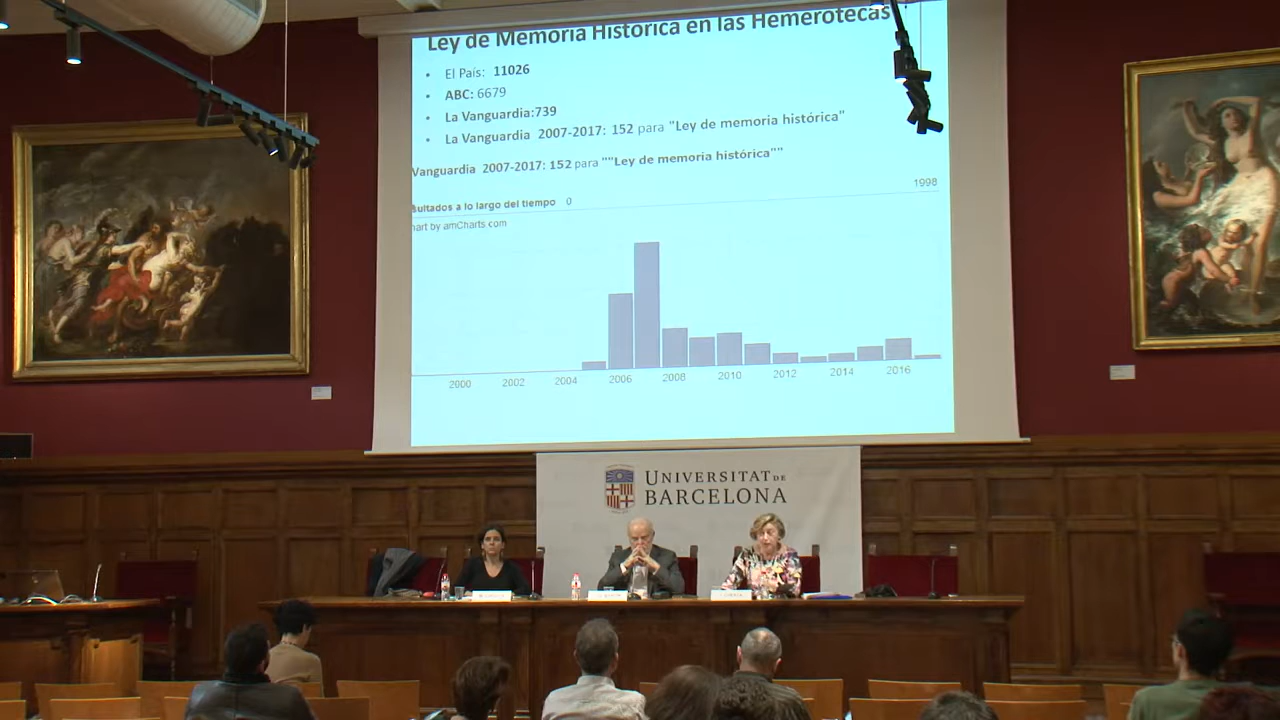 Ley de Memoria Histórica en las Hemerotecas
• El País: 11026
• ABC: 6679
• La Vanguardia:739
• La Vanguardia 2007-2017: 152 para "Ley de memoria histórica"
Vanguardia 2007-2017: 152 para ""Ley de memoria histórica""
1998
sultados a lo largo del tiempo 0
hart by amCharts com
2000 2002 2004 2006 2008 2010 2012 2014 2016
UNIVERSITAT DE
BARCELONA